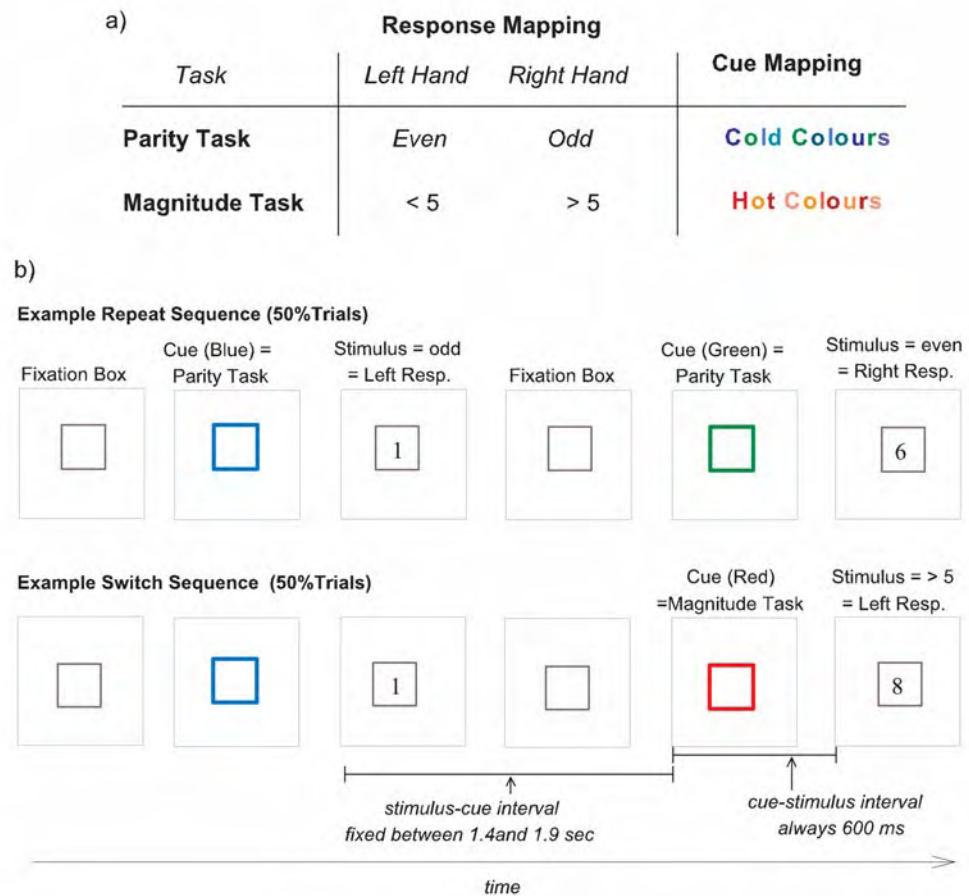 a)
Response Mapping
Task Left Hand Right Hand Cue Mapping
Parity Task Even Odd Cold Colours
Magnitude Task < 5 > 5 Hot Colours
b)
Example Repeat Sequence (50%Trials)
Fixation Box
Cue (Blue) =
Parity Task
Stimulus = odd
= Left Resp.
Fixation Box
Cue (Green) =
Parity Task
Stimulus = even
= Right Resp.
1
6
Example Switch Sequence (50%Trials)
Cue (Red)
=Magnitude Task
Stimulus = > 5
= Left Resp.
1
8
stimulus-cue interval
fixed between 1.4and 1.9 sec
cue-stimulus interval
always 600 ms
time